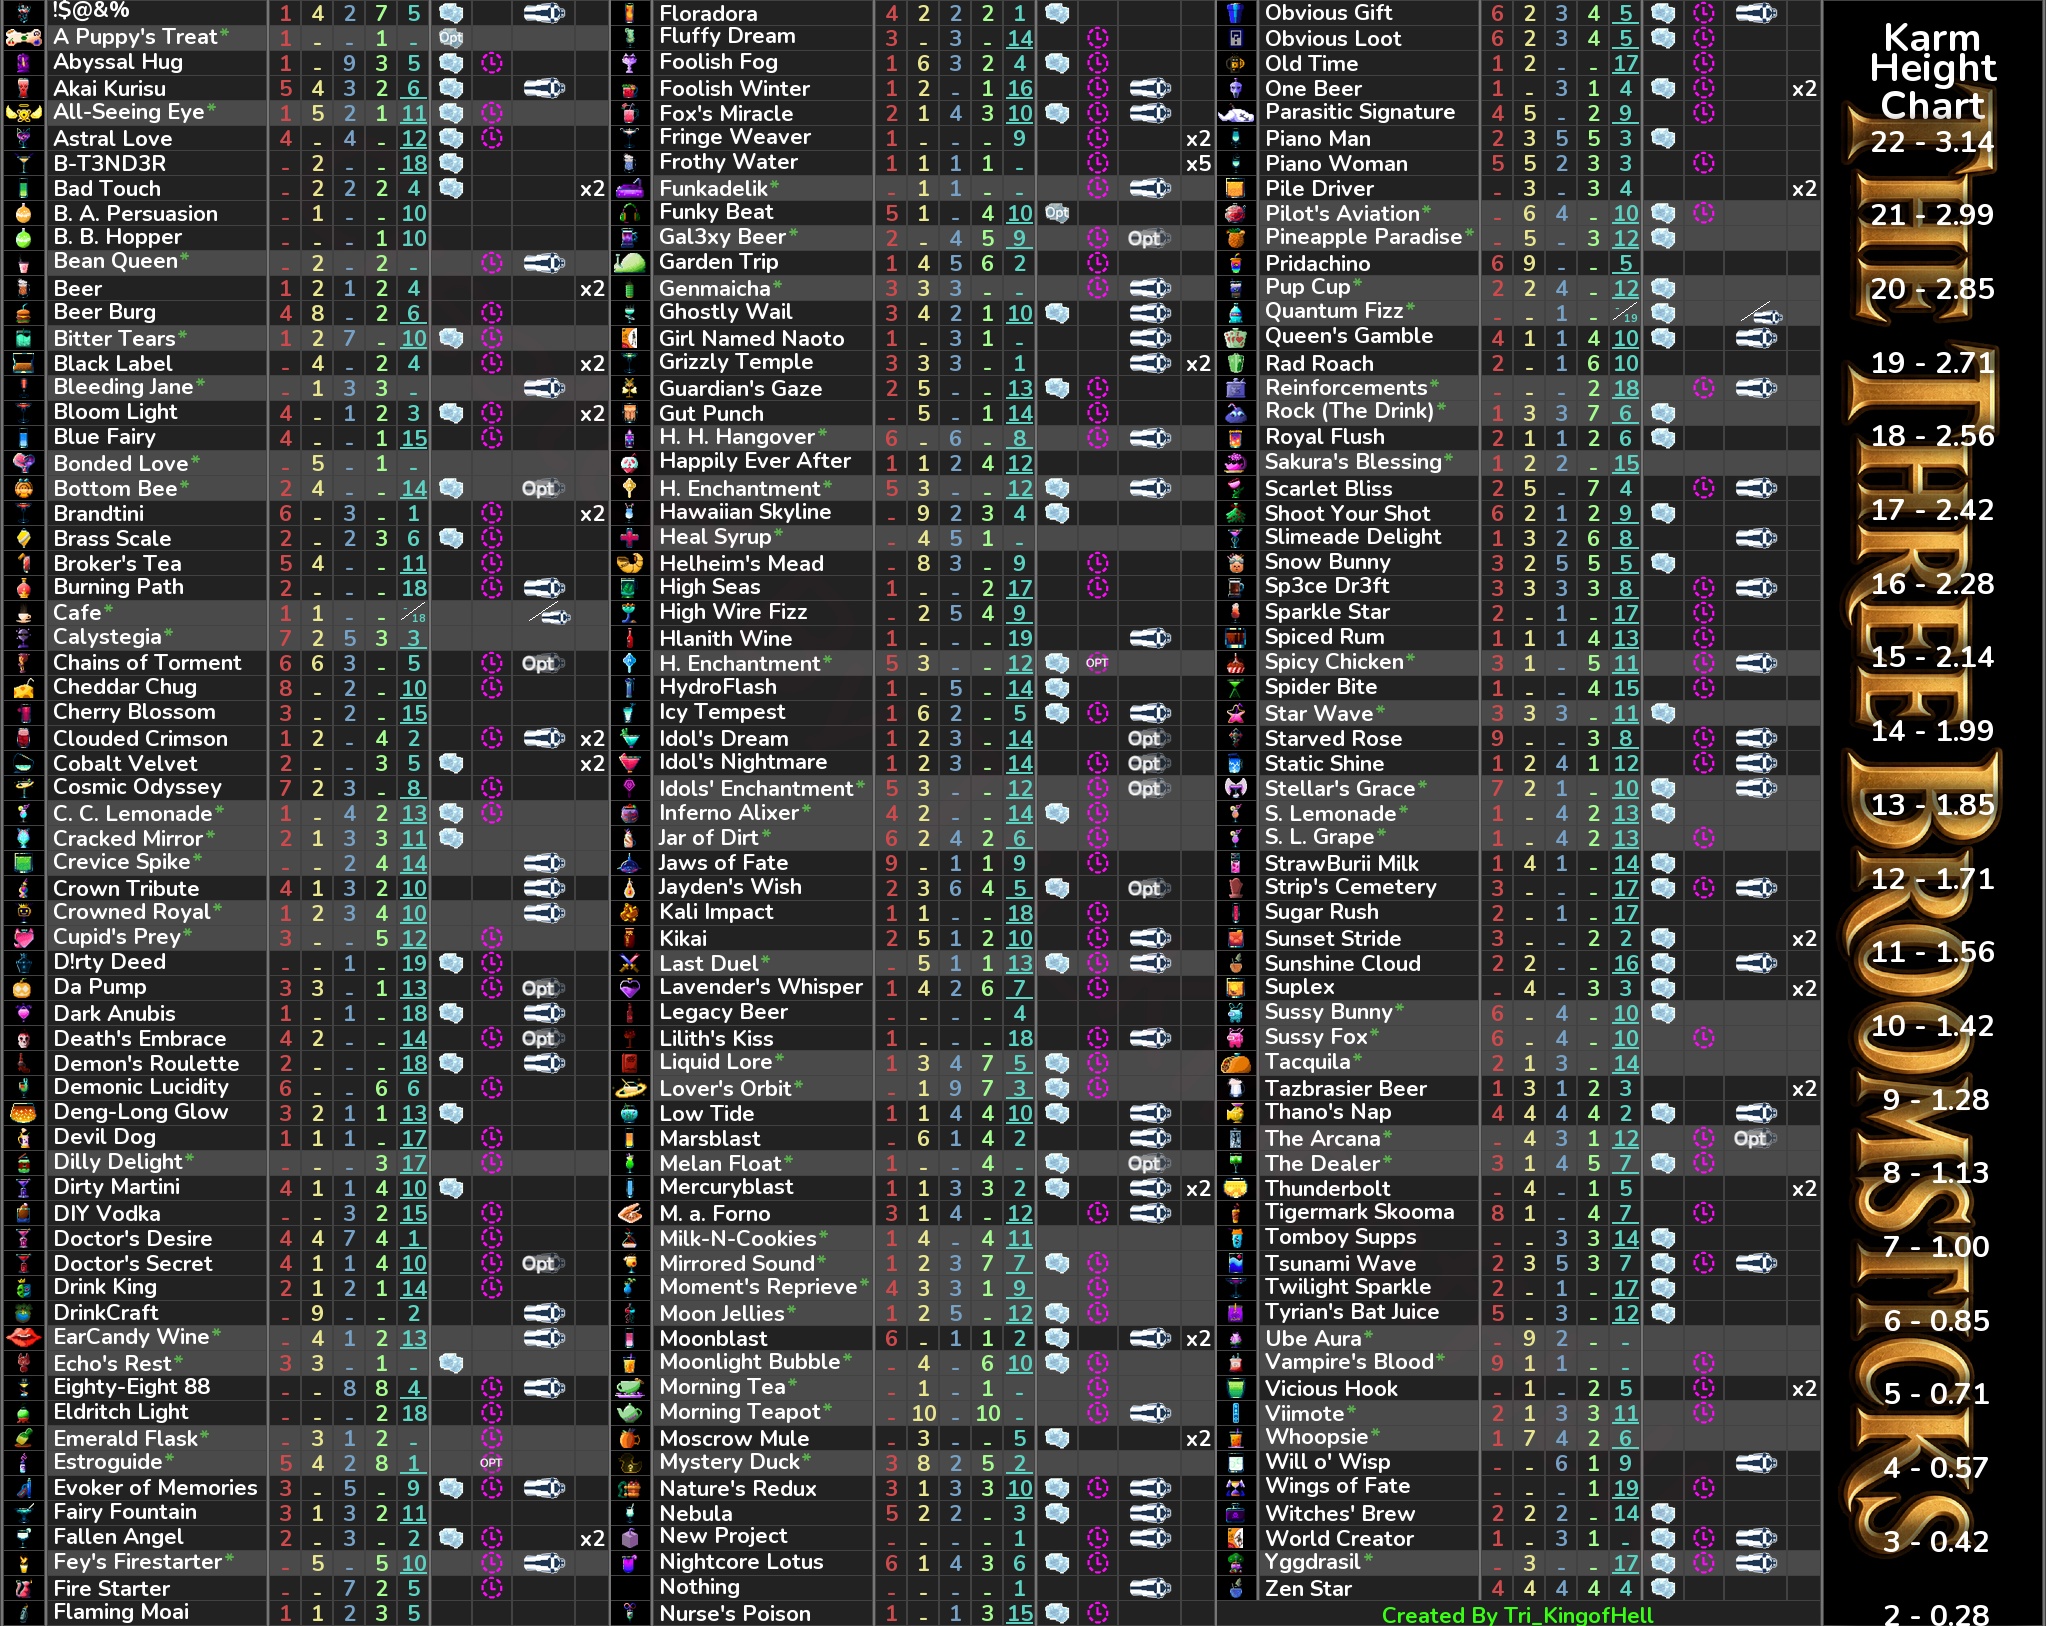 !$@&% 1 4 2 7 5
A Puppy's Treat* 1 - - 1 - Opt
Abyssal Hug 1 - 9 3 5
Akai Kurisu 5 4 3 2 6
All-Seeing Eye* 1 5 2 1 11
Astral Love 4 - 4 - 12
B-T3ND3R - 2 - - 18
Bad Touch - 2 2 2 4 x2
B. A. Persuasion - 1 - - 10
B. B. Hopper - - - 1 10
Bean Queen* - 2 - 2 -
Beer 1 2 1 2 4 x2
Beer Burg 4 8 - 2 6
Bitter Tears* 1 2 7 - 10
Black Label - 4 - 2 4 x2
Bleeding Jane* - 1 3 3 -
Bloom Light 4 - 1 2 3 x2
Blue Fairy 4 - - 1 15
Bonded Love* - 5 - 1 -
Bottom Bee* 2 4 - - 14 Opt
Brandtini 6 - 3 - 1 x2
Brass Scale 2 - 2 3 6
Broker's Tea 5 4 - - 11
Burning Path 2 - - - 18
Cafe* 1 1 - - -/18
Calystegia* 7 2 5 3 3
Chains of Torment 6 6 3 - 5 Opt
Cheddar Chug 8 - 2 - 10
Cherry Blossom 3 - 2 - 15
Clouded Crimson 1 2 - 4 2 x2
Cobalt Velvet 2 - - 3 5 x2
Cosmic Odyssey 7 2 3 - 8
C. C. Lemonade* 1 - 4 2 13
Cracked Mirror* 2 1 3 3 11
Crevice Spike* - - 2 4 14
Crown Tribute 4 1 3 2 10
Crowned Royal* 1 2 3 4 10
Cupid's Prey* 3 - - 5 12
D!rty Deed - - 1 - 19
Da Pump 3 3 - 1 13 Opt
Dark Anubis 1 - 1 - 18
Death's Embrace 4 2 - - 14 Opt
Demon's Roulette 2 - - - 18
Demonic Lucidity 6 - - 6 6
Deng-Long Glow 3 2 1 1 13
Devil Dog 1 1 1 - 17
Dilly Delight* - - - 3 17
Dirty Martini 4 1 1 4 10
DIY Vodka - - 3 2 15
Doctor's Desire 4 4 7 4 1
Doctor's Secret 4 1 1 4 10 Opt
Drink King 2 1 2 1 14
DrinkCraft - 9 - - 2
EarCandy Wine* - 4 1 2 13
Echo's Rest* 3 3 - 1 -
Eighty-Eight 88 - - 8 8 4
Eldritch Light - - - 2 18
Emerald Flask* - 3 1 2 -
Estroguide* 5 4 2 8 1 OPT
Evoker of Memories 3 - 5 - 9
Fairy Fountain 3 1 3 2 11
Fallen Angel 2 - 3 - 2 x2
Fey's Firestarter* - 5 - 5 10
Fire Starter - - 7 2 5
Flaming Moai 1 1 2 3 5
Floradora 4 2 2 2 1
Fluffy Dream 3 - 3 - 14
Foolish Fog 1 6 3 2 4
Foolish Winter 1 2 - 1 16
Fox's Miracle 2 1 4 3 10
Fringe Weaver 1 - - - 9 x2
Frothy Water 1 1 1 1 - x5
Funkadelik* - 1 1 - -
Funky Beat 5 1 - 4 10 Opt
Gal3xy Beer* 2 - 4 5 9 Opt
Garden Trip 1 4 5 6 2
Genmaicha* 3 3 3 - -
Ghostly Wail 3 4 2 1 10
Girl Named Naoto 1 - 3 1 -
Grizzly Temple 3 3 3 - 1 x2
Guardian's Gaze 2 5 - - 13
Gut Punch - 5 - 1 14
H. H. Hangover* 6 - 6 - 8
Happily Ever After 1 1 2 4 12
H. Enchantment* 5 3 - - 12
Hawaiian Skyline - 9 2 3 4
Heal Syrup* - 4 5 1 -
Helheim's Mead - 8 3 - 9
High Seas 1 - - 2 17
High Wire Fizz - 2 5 4 9
Hlanith Wine 1 - - - 19
H. Enchantment* 5 3 - - 12 OPT
HydroFlash 1 - 5 - 14
Icy Tempest 1 6 2 - 5
Idol's Dream 1 2 3 - 14 Opt
Idol's Nightmare 1 2 3 - 14 Opt
Idols' Enchantment* 5 3 - - 12 Opt
Inferno Alixer* 4 2 - - 14
Jar of Dirt* 6 2 4 2 6
Jaws of Fate 9 - 1 1 9
Jayden's Wish 2 3 6 4 5 Opt
Kali Impact 1 1 - - 18
Kikai 2 5 1 2 10
Last Duel* - 5 1 1 13
Lavender's Whisper 1 4 2 6 7
Legacy Beer - - - - 4
Lilith's Kiss 1 - - - 18
Liquid Lore* 1 3 4 7 5
Lover's Orbit* - 1 9 7 3
Low Tide 1 1 4 4 10
Marsblast - 6 1 4 2
Melan Float* 1 - - 4 - Opt
Mercuryblast 1 1 3 3 2 x2
M. a. Forno 3 1 4 - 12
Milk-N-Cookies* 1 4 - 4 11
Mirrored Sound* 1 2 3 7 7
Moment's Reprieve* 4 3 3 1 9
Moon Jellies* 1 2 5 - 12
Moonblast 6 - 1 1 2 x2
Moonlight Bubble* - 4 - 6 10
Morning Tea* - 1 - 1 -
Morning Teapot* - 10 - 10 -
Moscrow Mule - 3 - - 5 x2
Mystery Duck* 3 8 2 5 2
Nature's Redux 3 1 3 3 10
Nebula 5 2 2 - 3
New Project - - - - 1
Nightcore Lotus 6 1 4 3 6
Nothing - - - - 1
Nurse's Poison 1 - 1 3 15
Obvious Gift 6 2 3 4 5
Obvious Loot 6 2 3 4 5
Old Time 1 2 - - 17
One Beer 1 - 3 1 4 x2
Parasitic Signature 4 5 - 2 9
Piano Man 2 3 5 5 3
Piano Woman 5 5 2 3 3
Pile Driver - 3 - 3 4 x2
Pilot's Aviation* - 6 4 - 10
Pineapple Paradise* - 5 - 3 12
Pridachino 6 9 - - 5
Pup Cup* 2 2 4 - 12
Quantum Fizz* - - 1 - -/19
Queen's Gamble 4 1 1 4 10
Rad Roach 2 - 1 6 10
Reinforcements* - - - 2 18
Rock (The Drink)* 1 3 3 7 6
Royal Flush 2 1 1 2 6
Sakura's Blessing* 1 2 2 - 15
Scarlet Bliss 2 5 - 7 4
Shoot Your Shot 6 2 1 2 9
Slimeade Delight 1 3 2 6 8
Snow Bunny 3 2 5 5 5
Sp3ce Dr3ft 3 3 3 3 8
Sparkle Star 2 - 1 - 17
Spiced Rum 1 1 1 4 13
Spicy Chicken* 3 1 - 5 11
Spider Bite 1 - - 4 15
Star Wave* 3 3 3 - 11
Starved Rose 9 - - 3 8
Static Shine 1 2 4 1 12
Stellar's Grace* 7 2 1 - 10
S. Lemonade* 1 - 4 2 13
S. L. Grape* 1 - 4 2 13
StrawBurii Milk 1 4 1 - 14
Strip's Cemetery 3 - - - 17
Sugar Rush 2 - 1 - 17
Sunset Stride 3 - - 2 2 x2
Sunshine Cloud 2 2 - - 16
Suplex - 4 - 3 3 x2
Sussy Bunny* 6 - 4 - 10
Sussy Fox* 6 - 4 - 10
Tacquila* 2 1 3 - 14
Tazbrasier Beer 1 3 1 2 3 x2
Thano's Nap 4 4 4 4 2
The Arcana* - 4 3 1 12 Opt
The Dealer* 3 1 4 5 7
Thunderbolt - 4 - 1 5 x2
Tigermark Skooma 8 1 - 4 7
Tomboy Supps - - 3 3 14
Tsunami Wave 2 3 5 3 7
Twilight Sparkle 2 - 1 - 17
Tyrian's Bat Juice 5 - 3 - 12
Ube Aura* - 9 2 - -
Vampire's Blood* 9 1 1 - -
Vicious Hook - 1 - 2 5 x2
Viimote* 2 1 3 3 11
Whoopsie* 1 7 4 2 6
Will o' Wisp - - 6 1 9
Wings of Fate - - - 1 19
Witches' Brew 2 2 2 - 14
World Creator 1 - 3 1 -
Yggdrasil* - 3 - - 17
Zen Star 4 4 4 4 4
Created By Tri_KingofHell
Karm
Height
Chart
22 - 3.14
21 - 2.99
20 - 2.85
19 - 2.71
18 - 2.56
17 - 2.42
16 - 2.28
15 - 2.14
14 - 1.99
13 - 1.85
12 - 1.71
11 - 1.56
10 - 1.42
9 - 1.28
8 - 1.13
7 - 1.00
6 - 0.85
5 - 0.71
4 - 0.57
3 - 0.42
2 - 0.28
THE THREE BROOMSTICKS